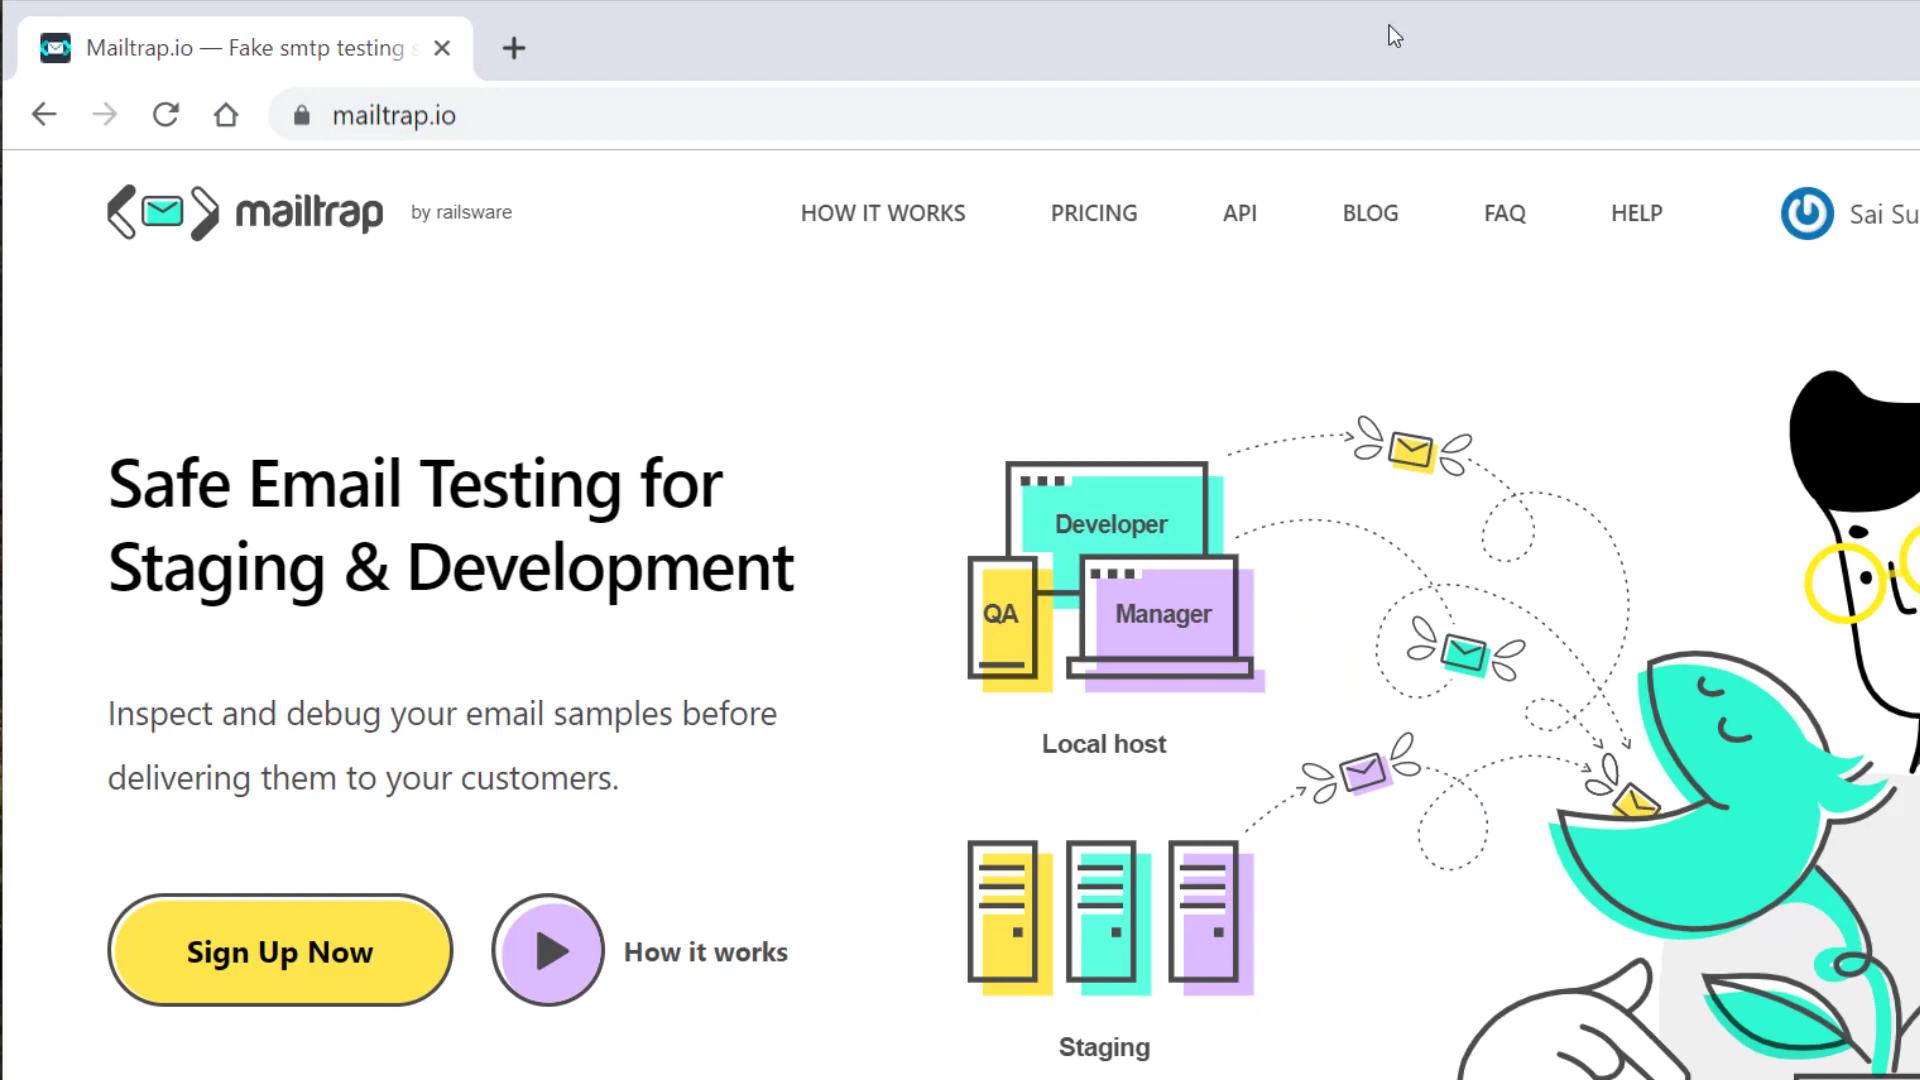 Mailtrap.io — Fake smtp testing
mailtrap.io
mailtrap by railsware
HOW IT WORKS PRICING API BLOG FAQ HELP Sai Su
Safe Email Testing for
Staging & Development
Developer
QA
Manager
Inspect and debug your email samples before
delivering them to your customers.
Local host
Sign Up Now
How it works
Staging